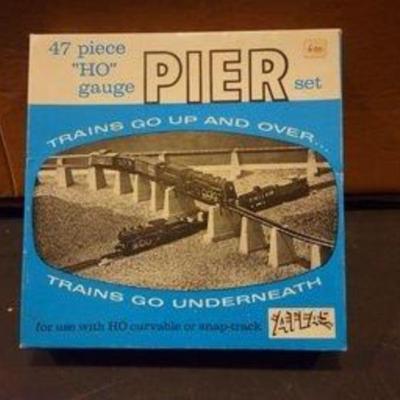 47 piece
"HO"
gauge
PIER set
TRAINS GO UP AND OVER...
TRAINS GO UNDERNEATH
for use with HO curvable or snap-track
ATLAS